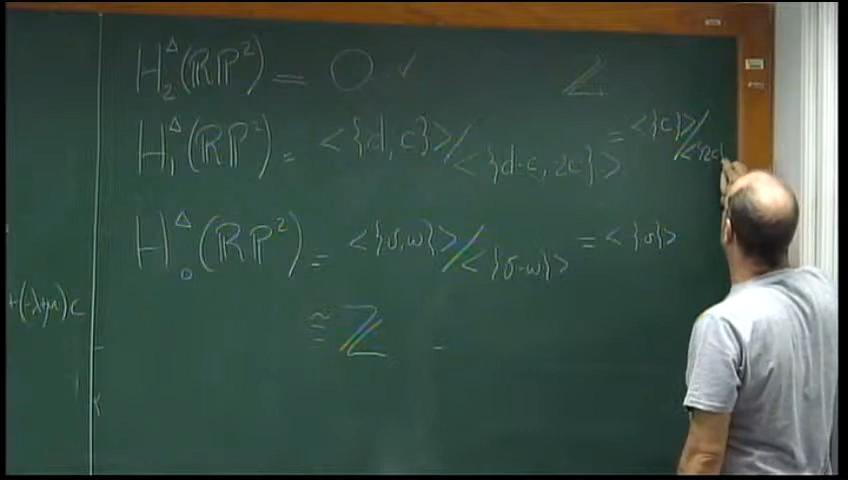 H₂^Δ(ℝP²) = 0 ✓ ℤ
H₁^Δ(ℝP²) = <{d,c}>/<{d-c, 2c}> = <{c}>/<{2c}
H₀^Δ(ℝP²) = <{v,w}>/<{v-w}> = <{v}>
+(-λ+μ)c
≅ ℤ